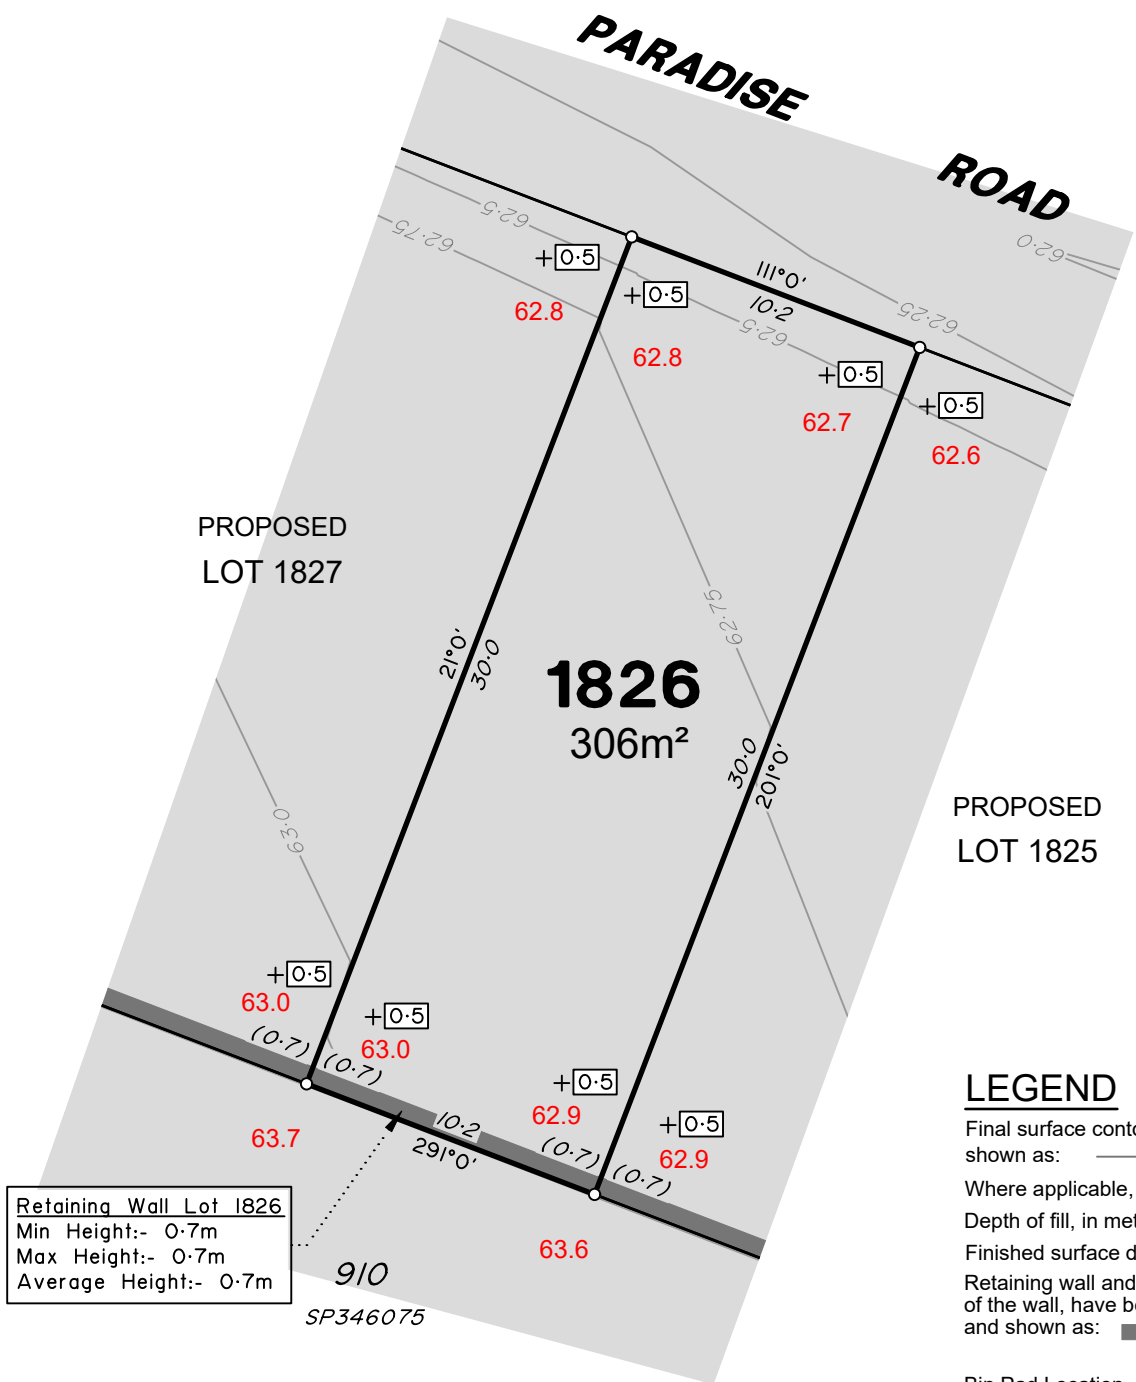 PARADISE ROAD
62·0
62·5
62·75
+ 0·5
62.8
111°0'
10·2
+ 0·5
62.8
62·25
62·5
+ 0·5
62.7
+ 0·5
62.6
PROPOSED
LOT 1827
62·75
21°0'
30·0
1826
306m²
30·0
201°0'
PROPOSED
LOT 1825
63·0
+ 0·5
63.0
(0·7)
+ 0·5
63.0
(0·7)
+ 0·5
62.9
(0·7)
+ 0·5
62.9
(0·7)
10·2
291°0'
63.7
63.6
Retaining Wall Lot 1826
Min Height:- 0·7m
Max Height:- 0·7m
Average Height:- 0·7m
910
SP346075
LEGEND
Final surface
shown as:
Where applicable,
Depth of fill, in
Finished surface
Retaining wall and
of the wall, have
and shown as: